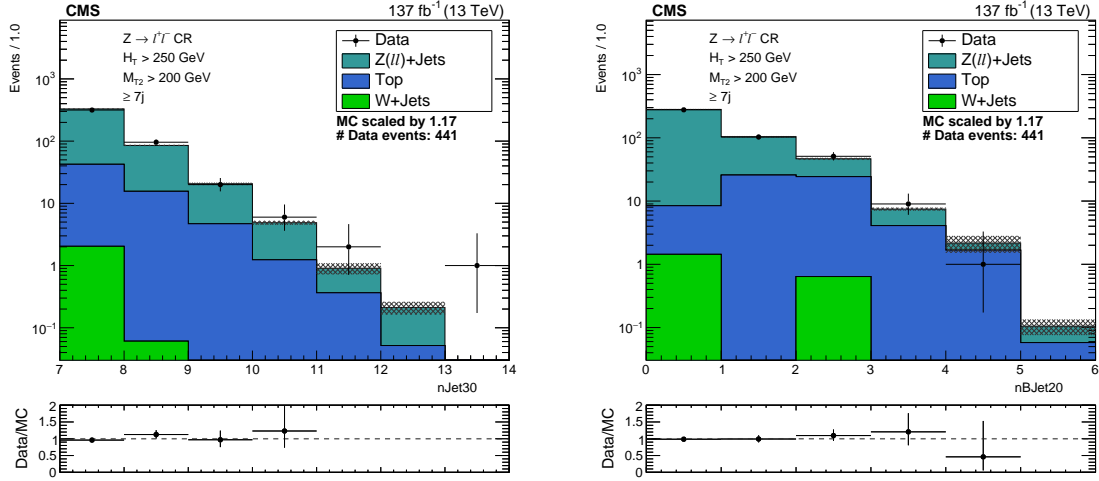 CMS 137 fb⁻¹ (13 TeV)
Events / 1.0
10³
10²
10
1
10⁻¹
Z → l⁺l⁻ CR
H_T > 250 GeV
M_T2 > 200 GeV
≥ 7j
Data
Z(ll)+Jets
Top
W+Jets
MC scaled by 1.17
# Data events: 441
7 8 9 10 11 12 13 14
nJet30
Data/MC
2
1.5
1
0.5
0
CMS 137 fb⁻¹ (13 TeV)
Events / 1.0
10³
10²
10
1
10⁻¹
Z → l⁺l⁻ CR
H_T > 250 GeV
M_T2 > 200 GeV
≥ 7j
Data
Z(ll)+Jets
Top
W+Jets
MC scaled by 1.17
# Data events: 441
0 1 2 3 4 5 6
nBJet20
Data/MC
2
1.5
1
0.5
0